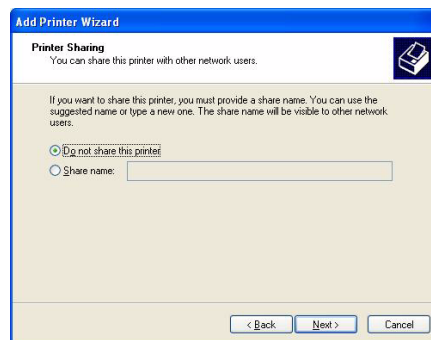 Add Printer Wizard
Printer Sharing
You can share this printer with other network users.
If you want to share this printer, you must provide a share name. You can use the
suggested name or type a new one. The share name will be visible to other network
users.
Do not share this printer
Share name:
< Back Next > Cancel